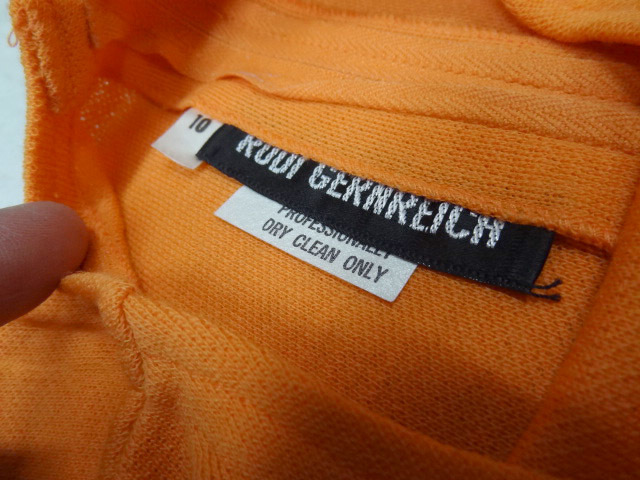 10
RUDI GERNREICH
PROFESSIONALLY
DRY CLEAN ONLY